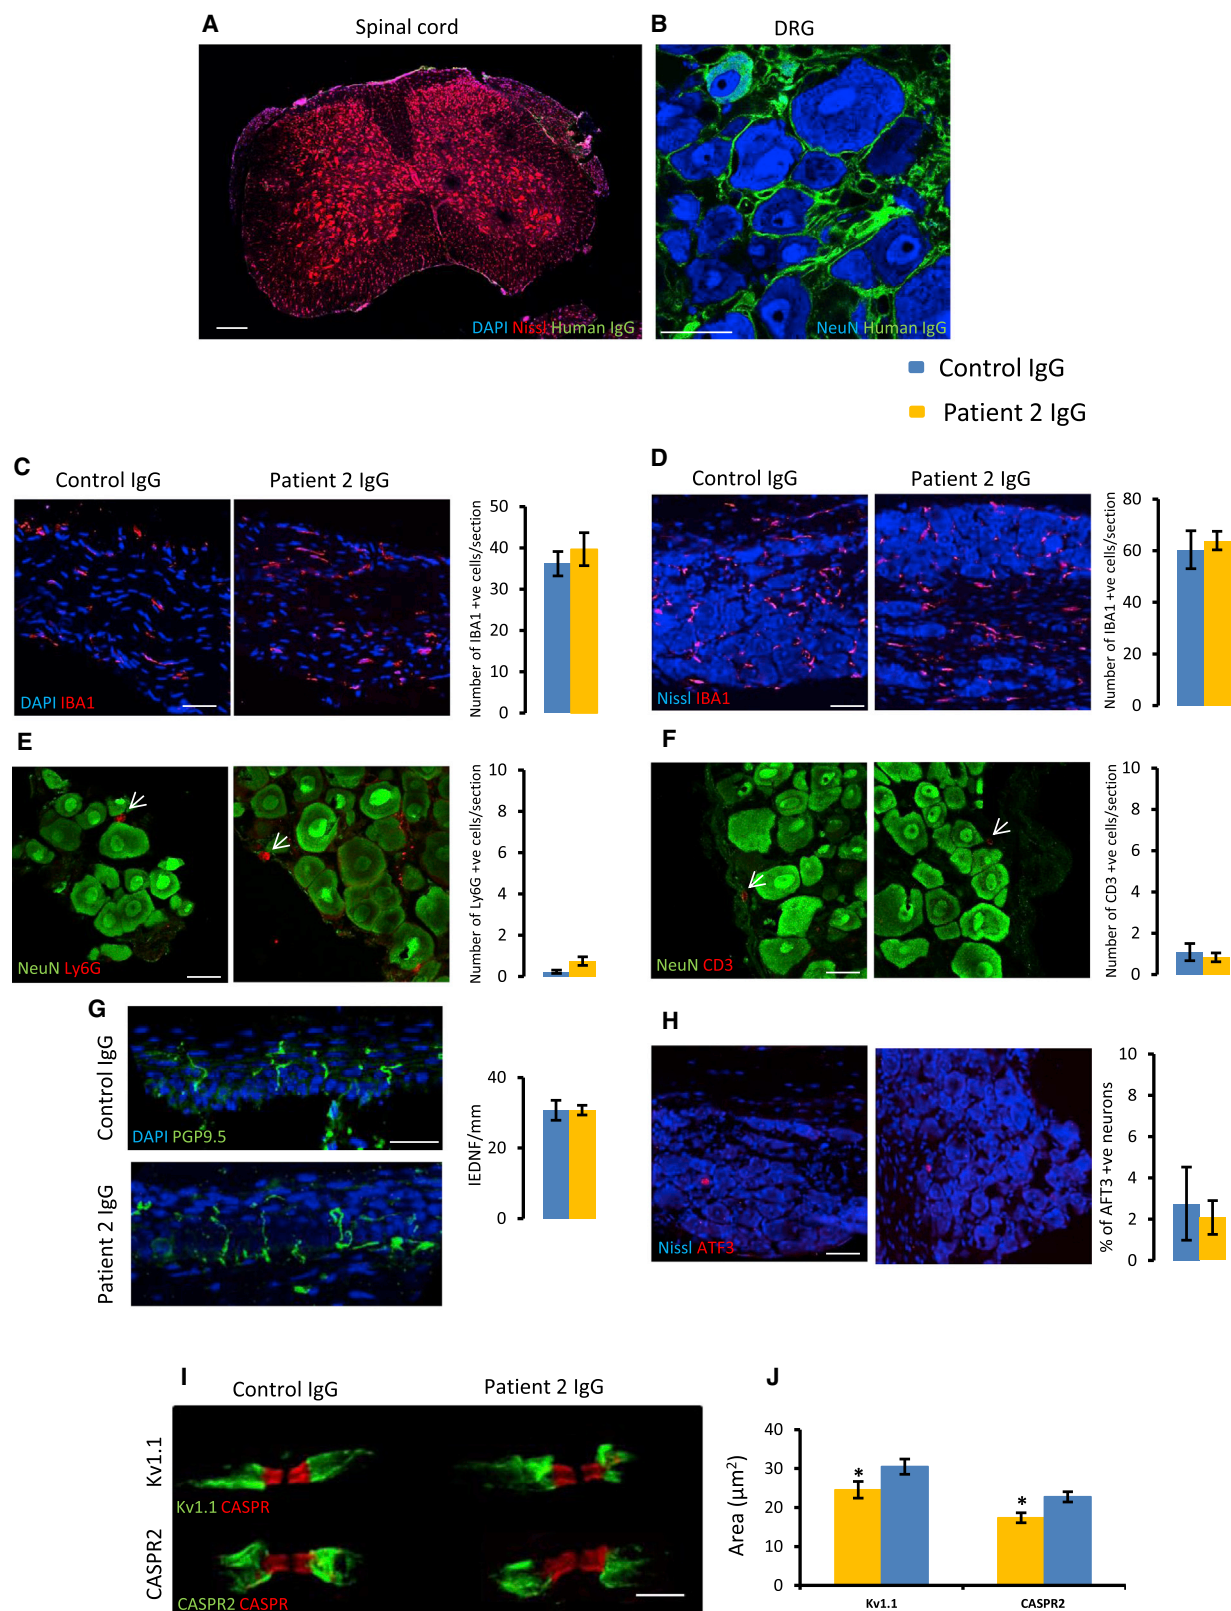 A
Spinal cord
B
DRG
DAPI Nissl Human IgG
NeuN Human IgG
Control IgG
Patient 2 IgG
C
Control IgG
Patient 2 IgG
DAPI IBA1
Number of IBA1 +ve cells/section
50
40
30
20
10
0
D
Control IgG
Patient 2 IgG
Nissl IBA1
Number of IBA1 +ve cells/section
80
60
40
20
0
E
NeuN Ly6G
Number of Ly6G +ve cells/section
10
8
6
4
2
0
F
NeuN CD3
Number of CD3 +ve cells/section
10
8
6
4
2
0
G
Control IgG
DAPI PGP9.5
Patient 2 IgG
IEDNF/mm
40
20
0
H
Nissl ATF3
% of AFT3 +ve neurons
10
8
6
4
2
0
I
Control IgG
Patient 2 IgG
Kv1.1
Kv1.1 CASPR
CASPR2
CASPR2 CASPR
J
Area (µm²)
40
30
20
10
0
*
*
Kv1.1
CASPR2